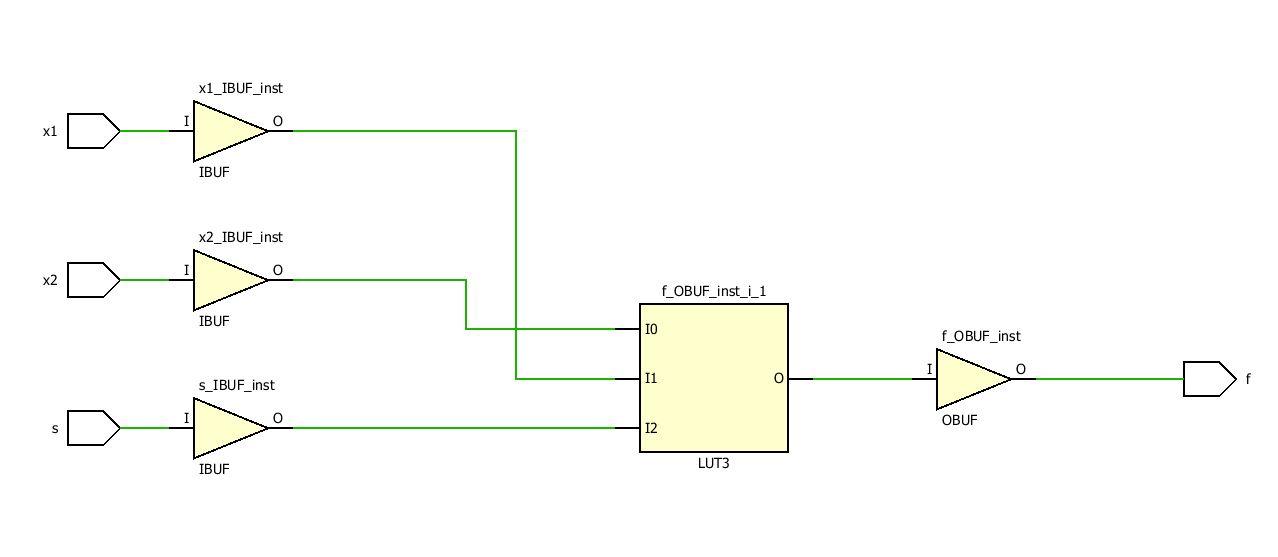 x1_IBUF_inst
x1
I
O
IBUF
x2_IBUF_inst
x2
I
O
IBUF
f_OBUF_inst_i_1
I0
f_OBUF_inst
s_IBUF_inst
I1
O
I
O
f
s
I
O
I2
OBUF
IBUF
LUT3